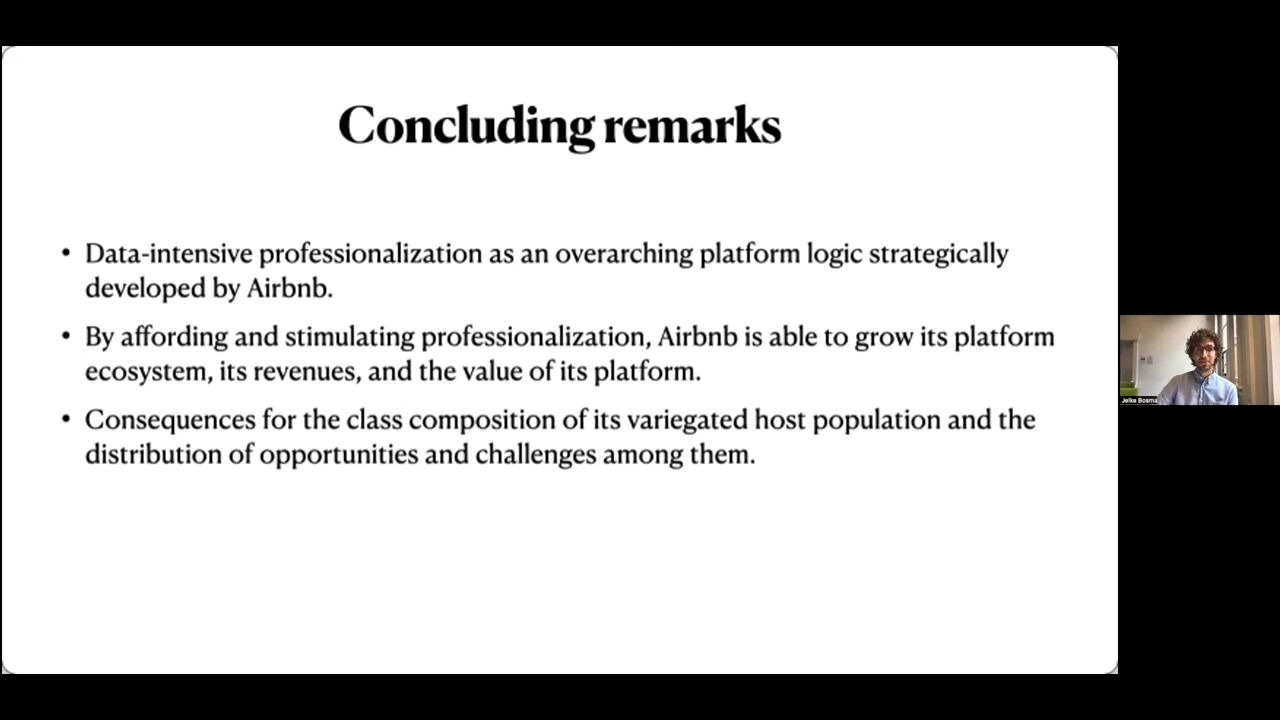 Concluding remarks
• Data-intensive professionalization as an overarching platform logic strategically
developed by Airbnb.
• By affording and stimulating professionalization, Airbnb is able to grow its platform
ecosystem, its revenues, and the value of its platform.
• Consequences for the class composition of its variegated host population and the
distribution of opportunities and challenges among them.
Jelke Bosma